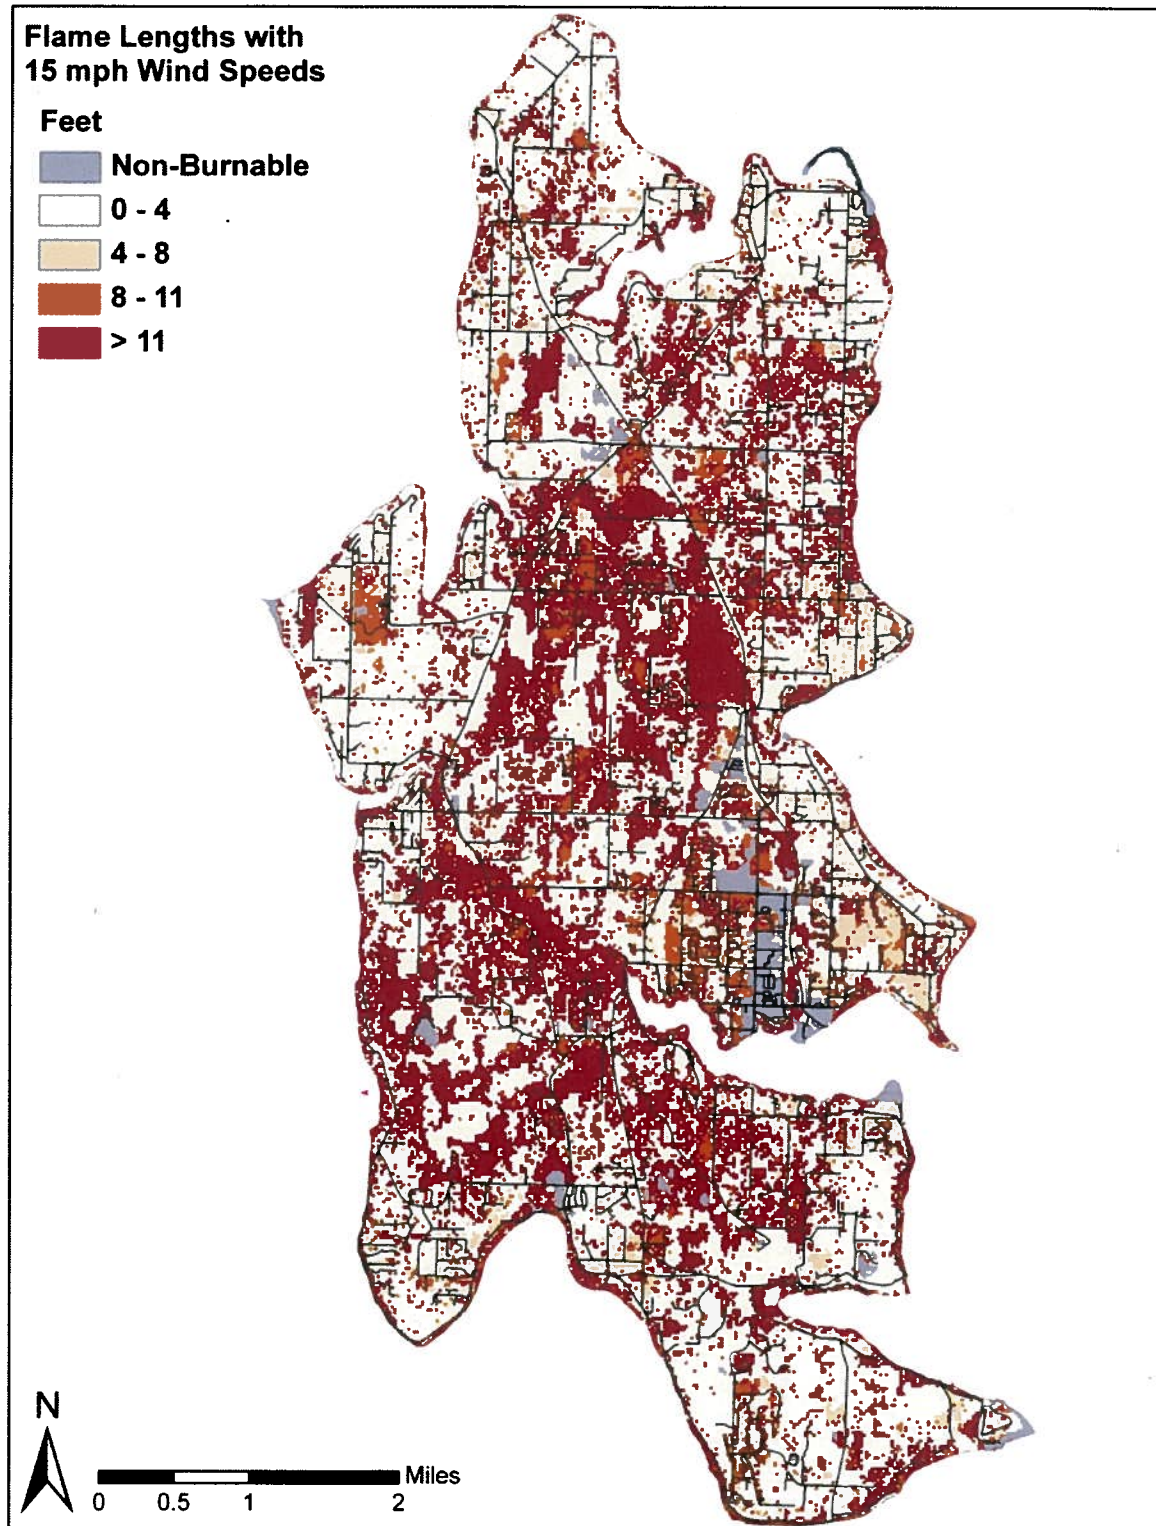 Flame Lengths with
15 mph Wind Speeds
Feet
Non-Burnable
0 - 4
4 - 8
8 - 11
> 11
N
Miles
0 0.5 1 2